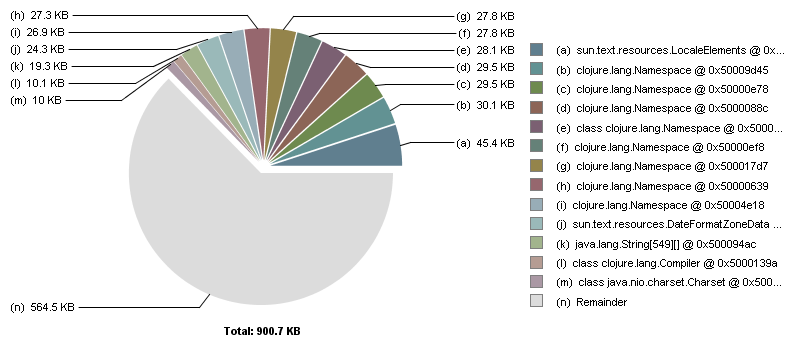 (h) 27.3 KB
(i) 26.9 KB
(j) 24.3 KB
(k) 19.3 KB
(l) 10.1 KB
(m) 10 KB
(n) 564.5 KB
(g) 27.8 KB
(f) 27.8 KB
(e) 28.1 KB
(d) 29.5 KB
(c) 29.5 KB
(b) 30.1 KB
(a) 45.4 KB
Total: 900.7 KB
(a) sun.text.resources.LocaleElements @ 0x...
(b) clojure.lang.Namespace @ 0x50009d45
(c) clojure.lang.Namespace @ 0x50000e78
(d) clojure.lang.Namespace @ 0x5000088c
(e) class clojure.lang.Namespace @ 0x5000...
(f) clojure.lang.Namespace @ 0x50000ef8
(g) clojure.lang.Namespace @ 0x500017d7
(h) clojure.lang.Namespace @ 0x50000639
(i) clojure.lang.Namespace @ 0x50004e18
(j) sun.text.resources.DateFormatZoneData ...
(k) java.lang.String[549][] @ 0x500094ac
(l) class clojure.lang.Compiler @ 0x5000139a
(m) class java.nio.charset.Charset @ 0x500...
(n) Remainder